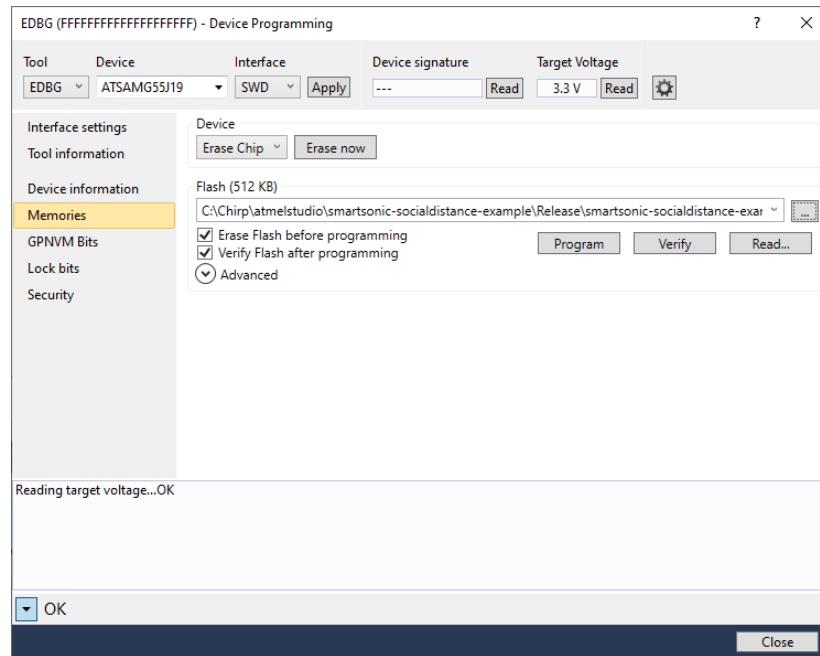 EDBG (FFFFFFFFFFFFFFFFFFFF) - Device Programming ? ×
Tool Device Interface Device signature Target Voltage
EDBG ATSAMG55J19 SWD Apply --- Read 3.3 V Read
Interface settings
Tool information
Device information
Memories
GPNVM Bits
Lock bits
Security
Device
Erase Chip Erase now
Flash (512 KB)
C:\Chirp\atmelstudio\smartsonic-socialdistance-example\Release\smartsonic-socialdistance-exar ...
Erase Flash before programming
Verify Flash after programming
Program Verify Read...
Advanced
Reading target voltage...OK
OK
Close